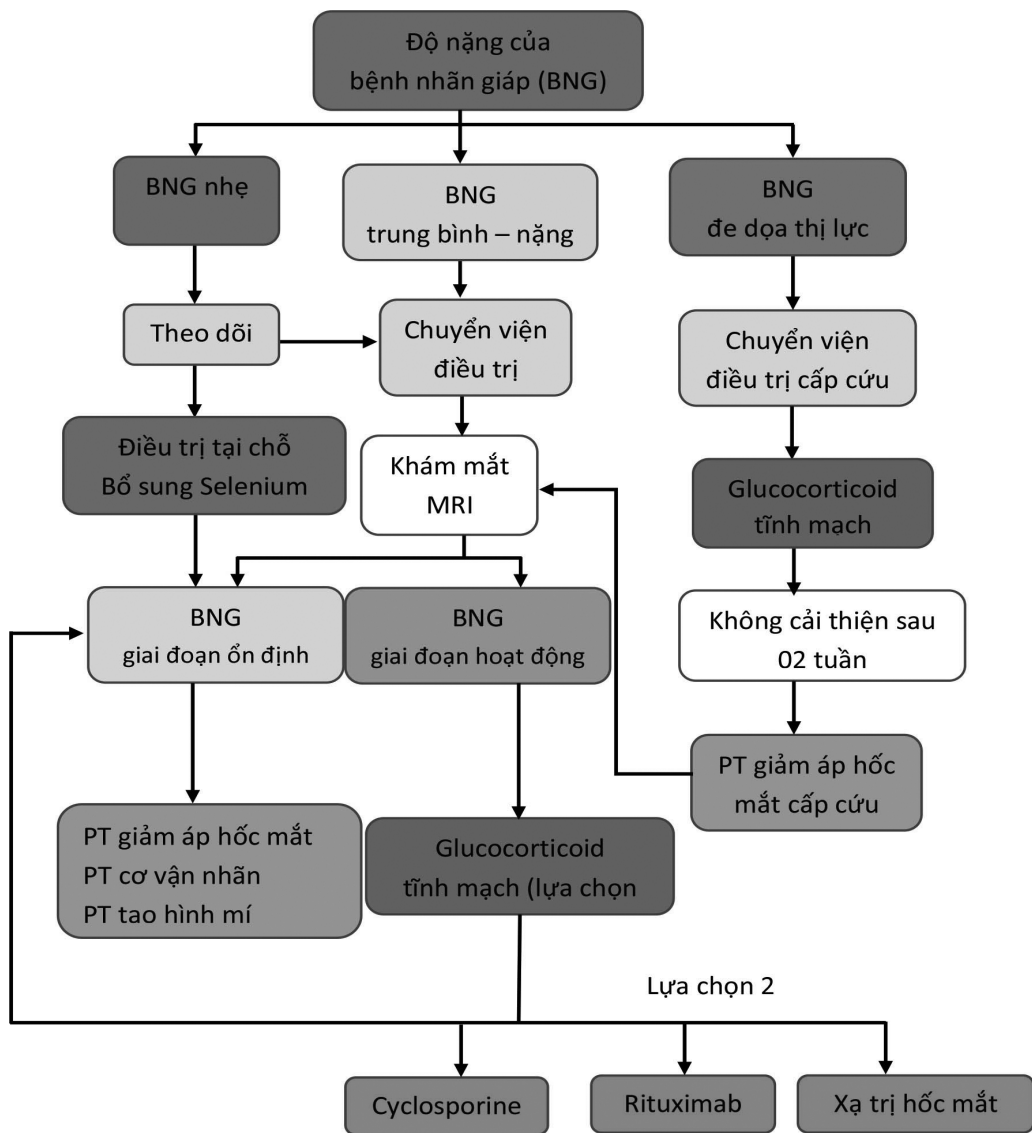 Độ nặng của
bệnh nhãn giáp (BNG)
BNG nhẹ
BNG
trung bình – nặng
BNG
đe dọa thị lực
Theo dõi
Chuyển viện
điều trị
Chuyển viện
điều trị cấp cứu
Điều trị tại chỗ
Bổ sung Selenium
Khám mắt
MRI
Glucocorticoid
tĩnh mạch
BNG
giai đoạn ổn định
BNG
giai đoạn hoạt động
Không cải thiện sau
02 tuần
PT giảm áp hốc
mắt cấp cứu
PT giảm áp hốc mắt
PT cơ vận nhãn
PT tao hình mí
Glucocorticoid
tĩnh mạch (lựa chọn
Lựa chọn 2
Cyclosporine
Rituximab
Xạ trị hốc mắt